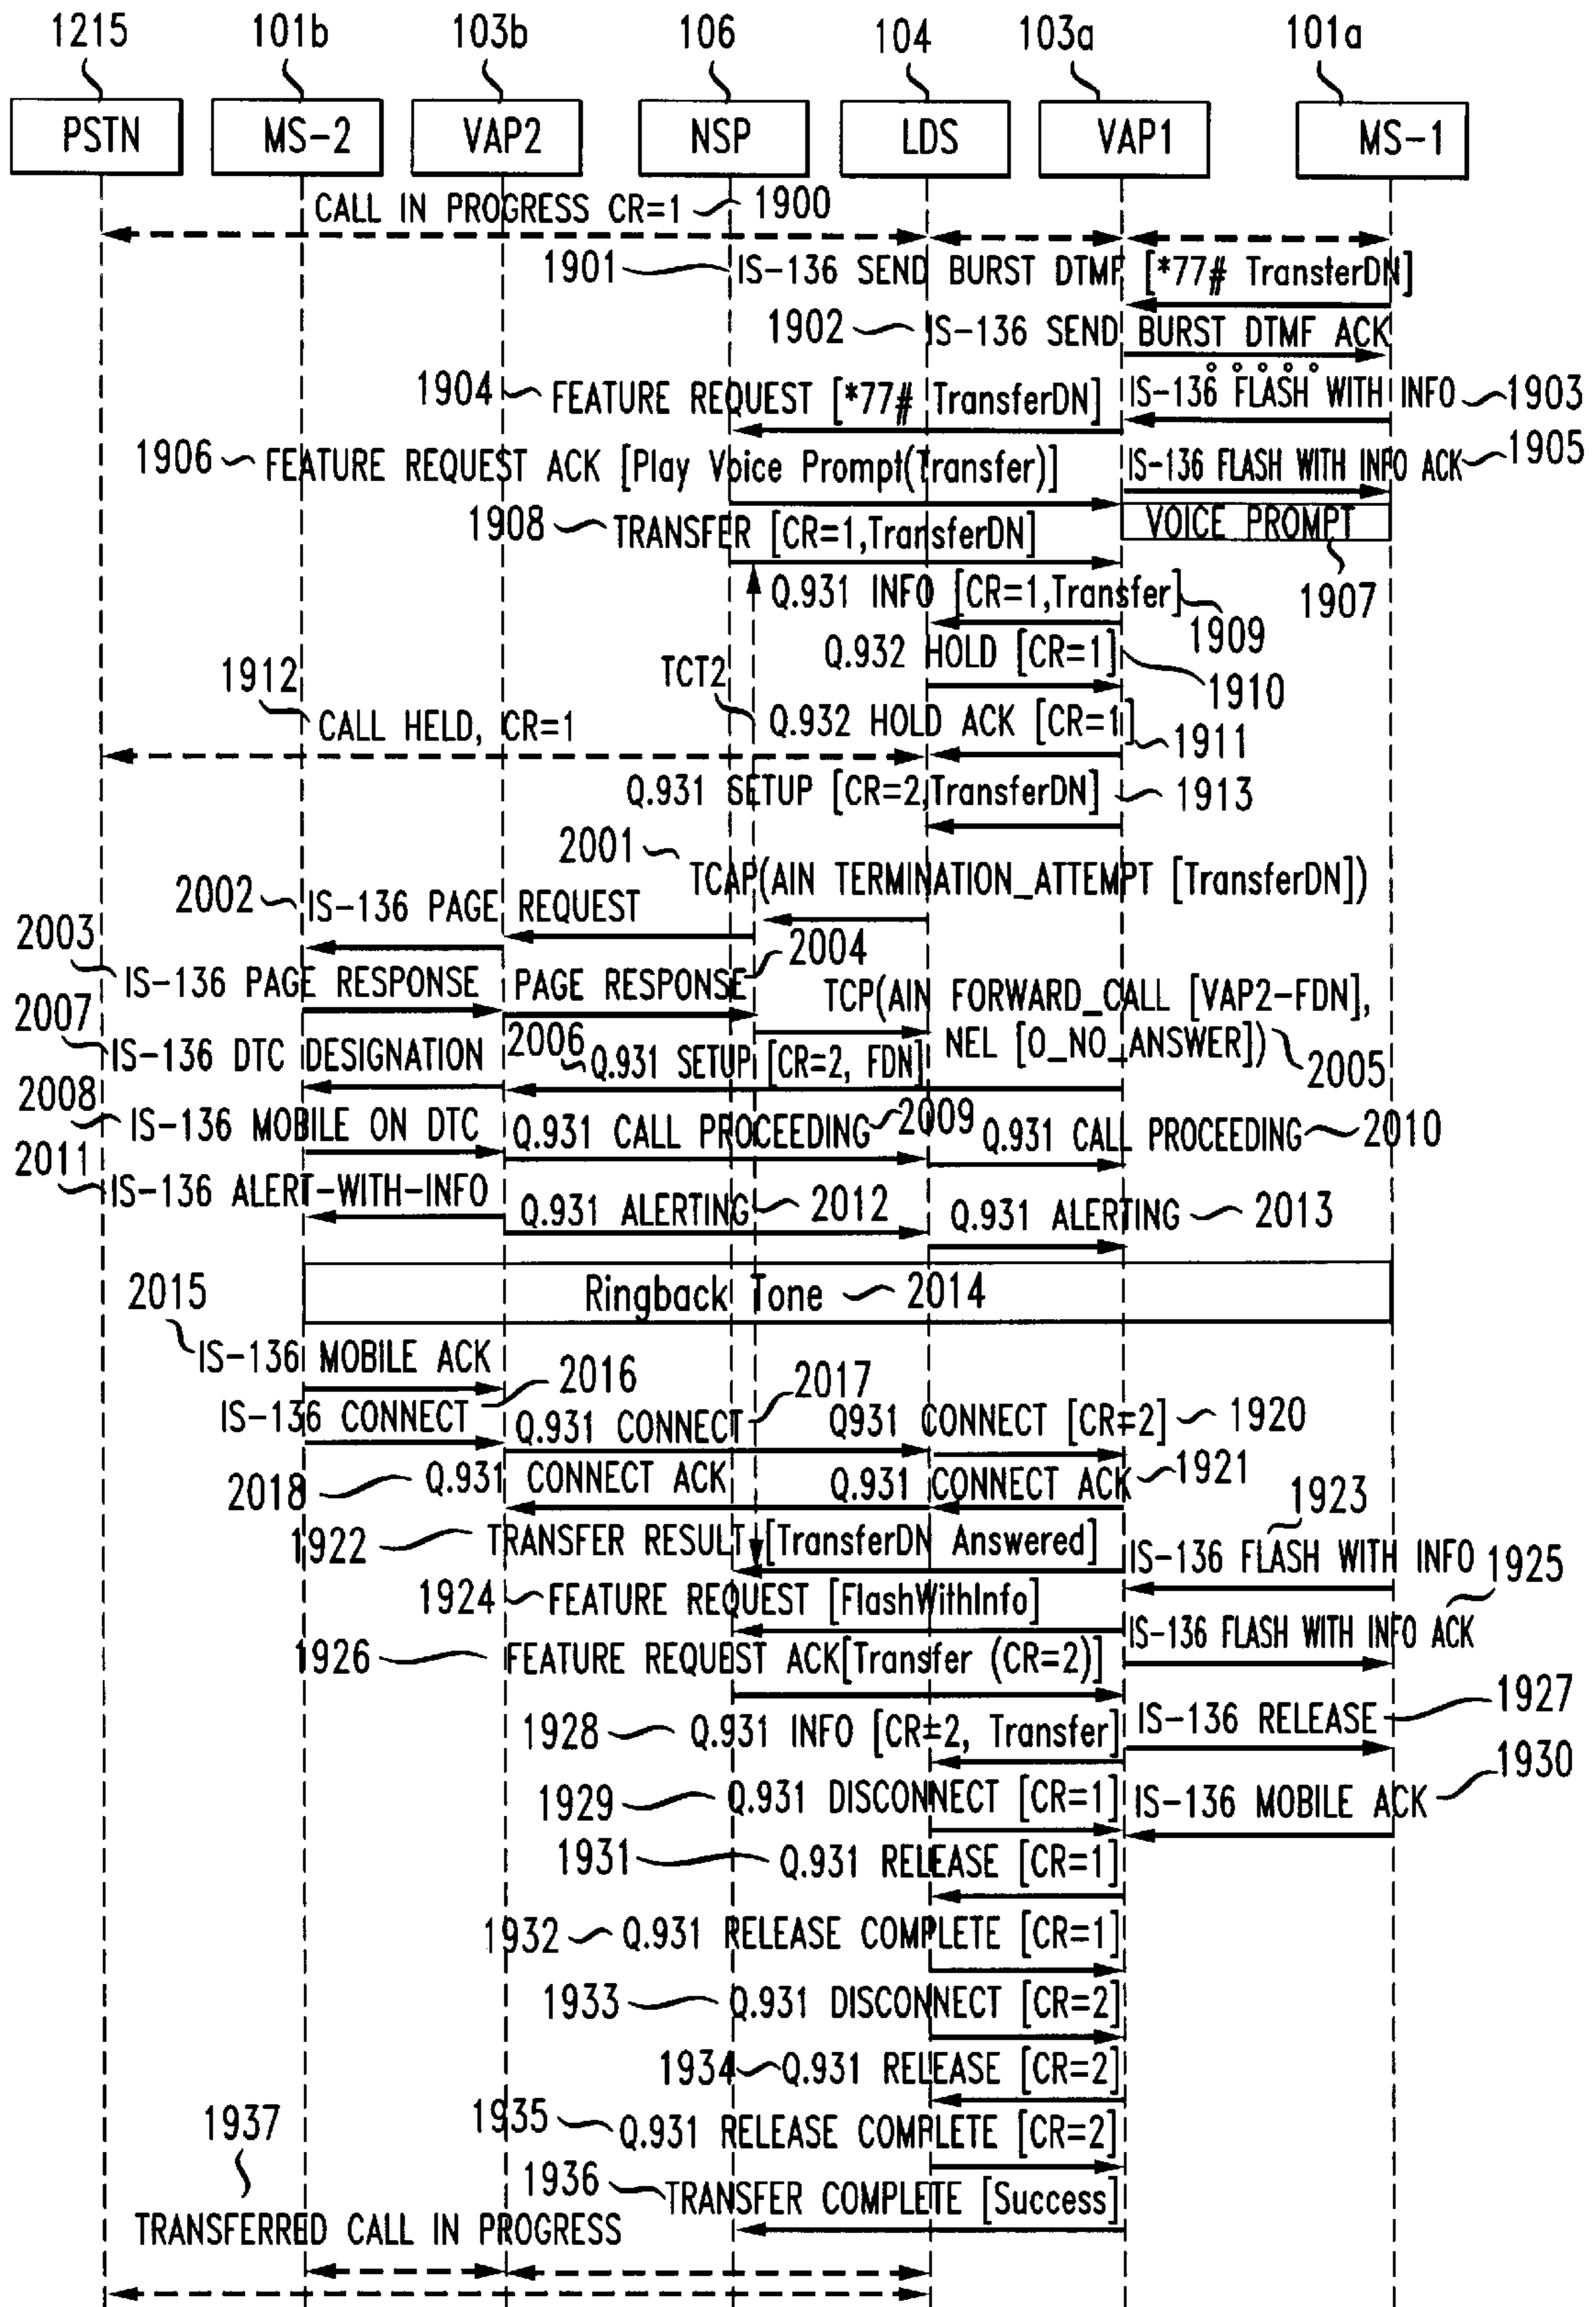 1215 101b 103b 106 104 103a 101a
PSTN MS-2 VAP2 NSP LDS VAP1 MS-1
CALL IN PROGRESS CR=1 1900
1901 IS-136 SEND BURST DTMF [*77# TransterDN]
1902 IS-136 SEND BURST DTMF ACK
1904 FEATURE REQUEST [*77# TransferDN] IS-136 FLASH WITH INFO 1903
1906 FEATURE REQUEST ACK [Play Voice Prompt(Transfer)] IS-136 FLASH WITH INFO ACK 1905
1908 TRANSFER [CR=1,TransferDN] VOICE PROMPT
1907
Q.931 INFO [CR=1,Transfer] 1909
Q.932 HOLD [CR=1] 1910
TCT2
1912 CALL HELD, CR=1 Q.932 HOLD ACK [CR=1] 1911
Q.931 SETUP [CR=2,TransferDN] 1913
2001 TCAP(AIN TERMINATION_ATTEMPT [TransferDN])
2002 IS-136 PAGE REQUEST
2003 IS-136 PAGE RESPONSE PAGE RESPONSE 2004 TCP(AIN FORWARD_CALL [VAP2-FDN],
NEL [O_NO_ANSWER]) 2005
2007 IS-136 DTC DESIGNATION 2006 Q.931 SETUP [CR=2, FDN]
2008 IS-136 MOBILE ON DTC Q.931 CALL PROCEEDING 2009 Q.931 CALL PROCEEDING 2010
2011 IS-136 ALERT-WITH-INFO Q.931 ALERTING 2012 Q.931 ALERTING 2013
Ringback Tone 2014
2015 IS-136 MOBILE ACK
IS-136 CONNECT 2016 Q.931 CONNECT 2017 Q931 CONNECT [CR=2] 1920
2018 Q.931 CONNECT ACK Q.931 CONNECT ACK 1921
1922 TRANSFER RESULT [TransferDN Answered] IS-136 FLASH WITH INFO 1923
1924 FEATURE REQUEST [FlashWithInfo] IS-136 FLASH WITH INFO ACK 1925
1926 FEATURE REQUEST ACK[Transfer (CR=2)]
1928 Q.931 INFO [CR=2, Transfer] IS-136 RELEASE 1927
1929 Q.931 DISCONNECT [CR=1] IS-136 MOBILE ACK 1930
1931 Q.931 RELEASE [CR=1]
1932 Q.931 RELEASE COMPLETE [CR=1]
1933 Q.931 DISCONNECT [CR=2]
1934 Q.931 RELEASE [CR=2]
1935 Q.931 RELEASE COMPLETE [CR=2]
1936 TRANSFER COMPLETE [Success]
1937
TRANSFERRED CALL IN PROGRESS